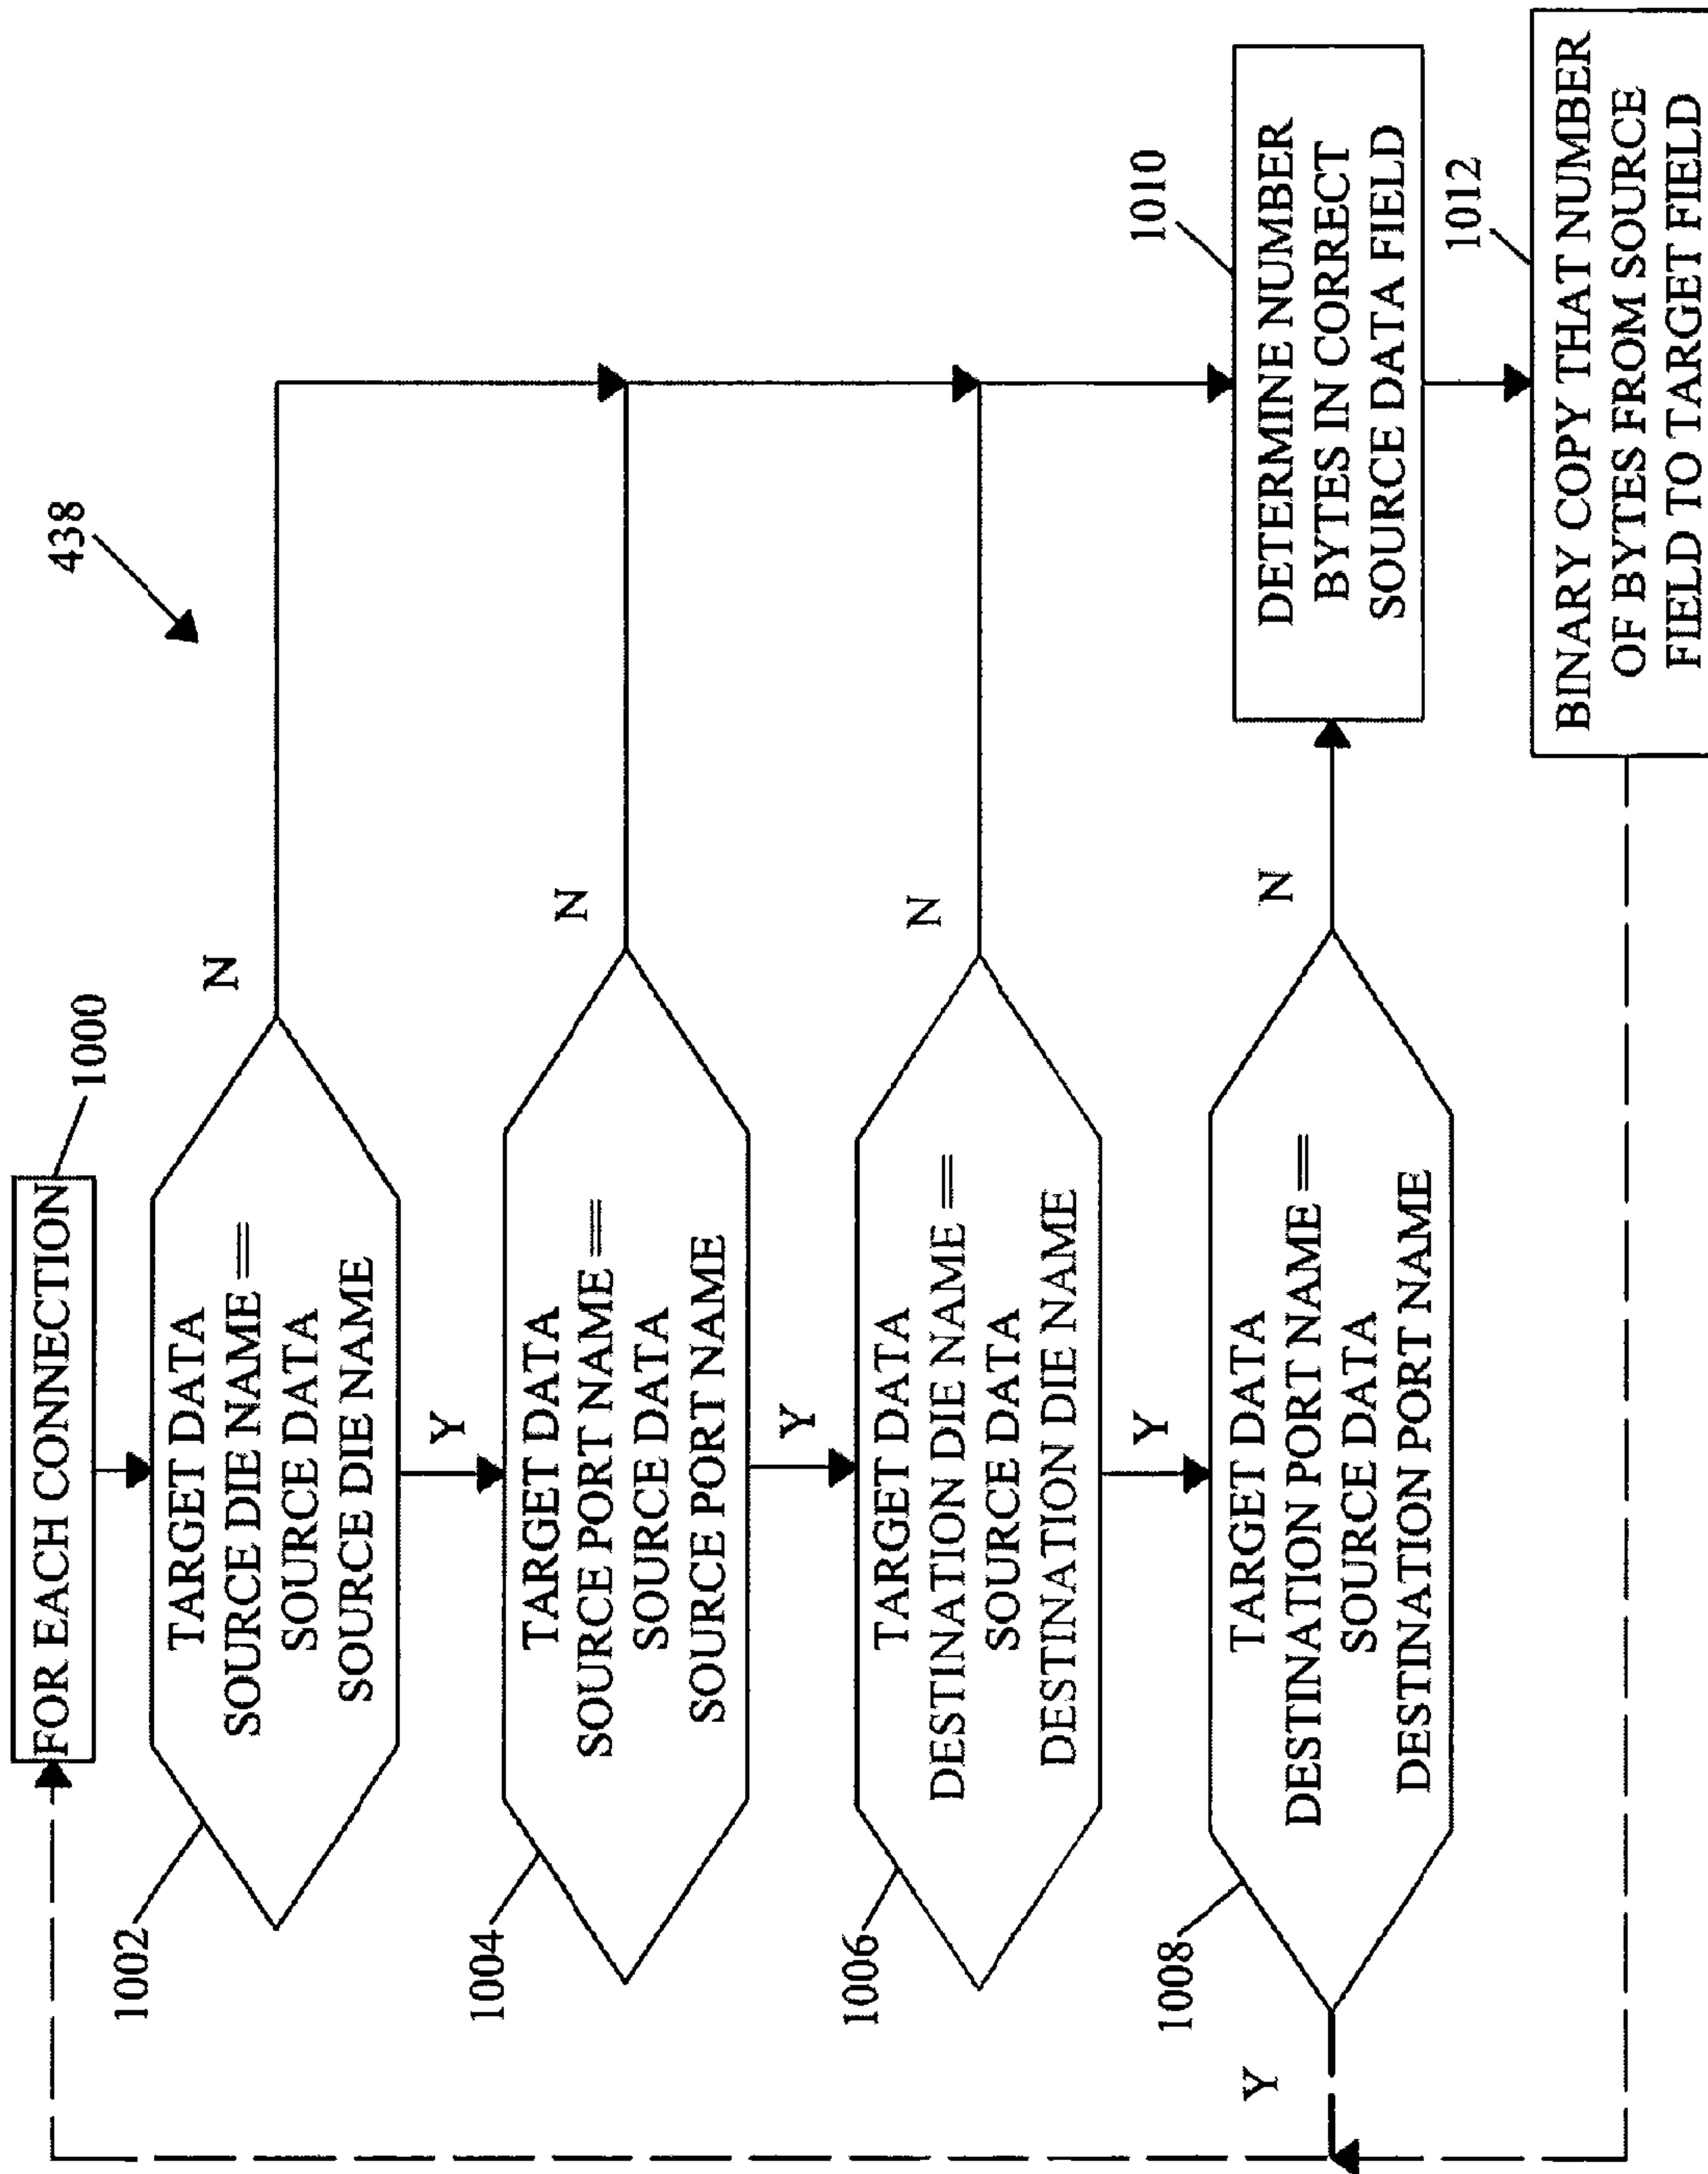 438
FOR EACH CONNECTION
1000
1002
TARGET DATA
SOURCE DIE NAME ==
SOURCE DATA
SOURCE DIE NAME
N
Y
1004
TARGET DATA
SOURCE PORT NAME ==
SOURCE DATA
SOURCE PORT NAME
N
Y
1006
TARGET DATA
DESTINATION DIE NAME ==
SOURCE DATA
DESTINATION DIE NAME
N
Y
1008
TARGET DATA
DESTINATION PORT NAME ==
SOURCE DATA
DESTINATION PORT NAME
Y
N
1010
DETERMINE NUMBER
BYTES IN CORRECT
SOURCE DATA FIELD
1012
BINARY COPY THAT NUMBER
OF BYTES FROM SOURCE
FIELD TO TARGET FIELD